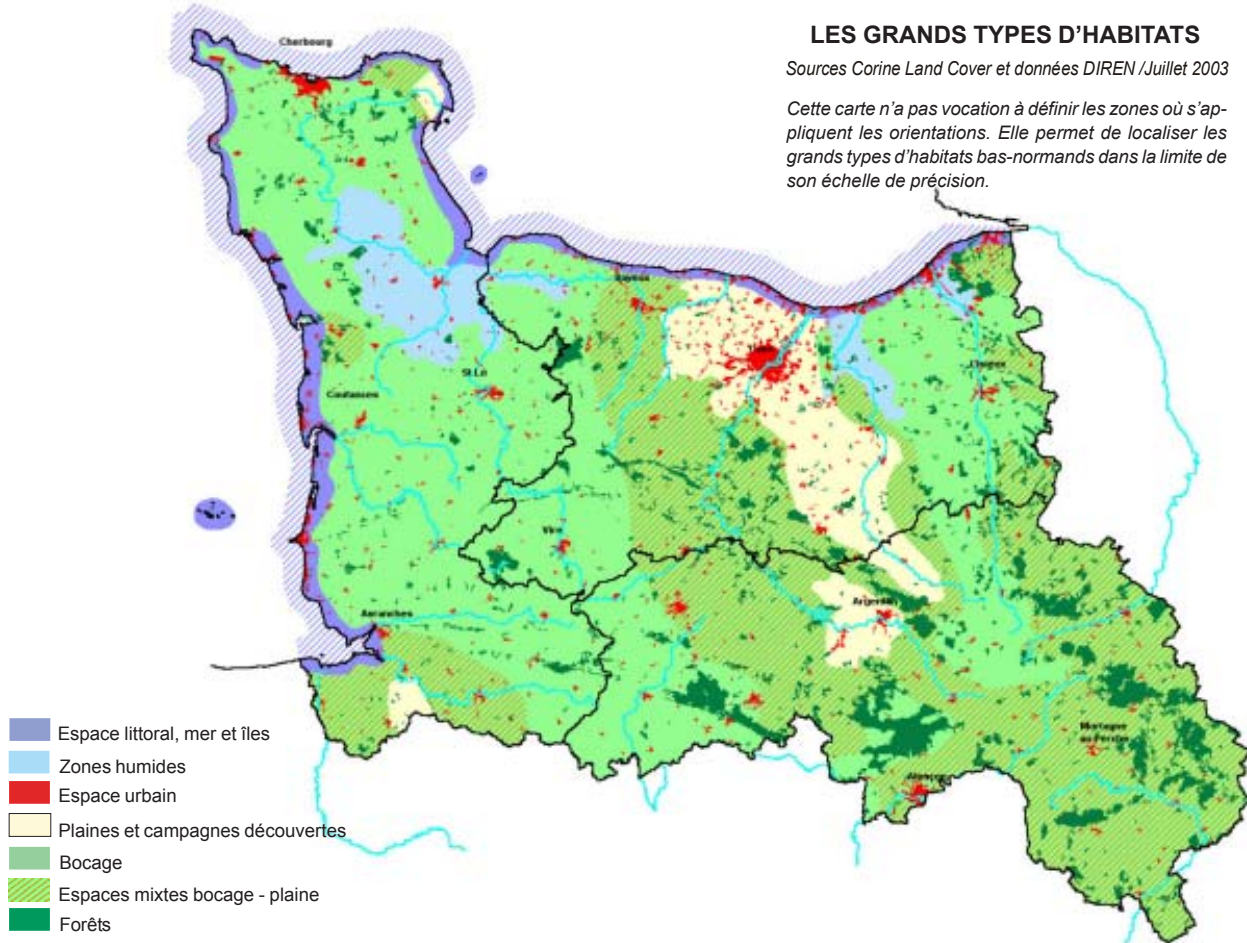 LES GRANDS TYPES D'HABITATS
Sources Corine Land Cover et données DIREN /Juillet 2003
Cette carte n'a pas vocation à définir les zones où s'ap-
pliquent les orientations. Elle permet de localiser les
grands types d'habitats bas-normands dans la limite de
son échelle de précision.
Cherbourg
Bayeux
Lisieux
St Lo
Coutances
Vire
Avranches
Argentan
Mortagne
au Perche
Alençon
Espace littoral, mer et îles
Zones humides
Espace urbain
Plaines et campagnes découvertes
Bocage
Espaces mixtes bocage - plaine
Forêts